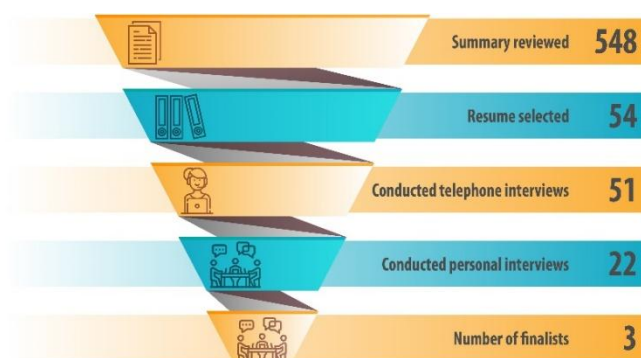 Summary reviewed 548
Resume selected 54
Conducted telephone interviews 51
Conducted personal interviews 22
Number of finalists 3